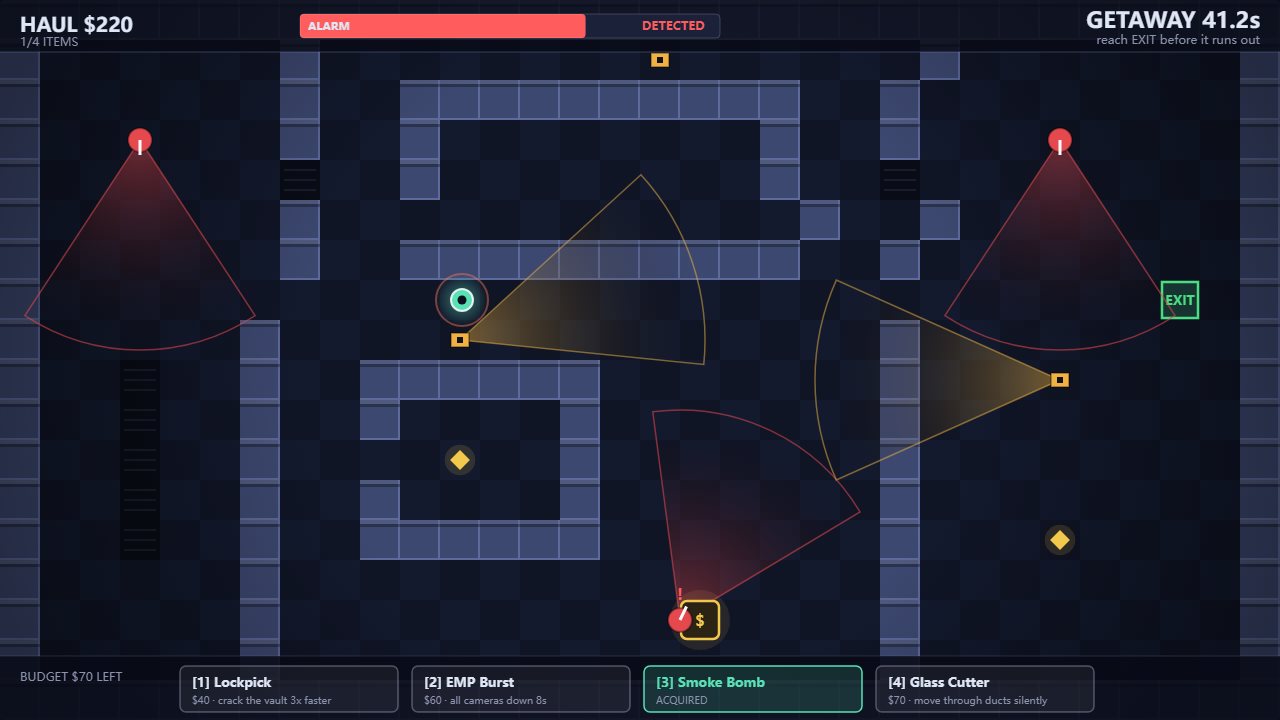 HAUL $220
1/4 ITEMS
ALARM
DETECTED
GETAWAY 41.2s
reach EXIT before it runs out
EXIT
!
$
BUDGET $70 LEFT
[1] Lockpick
$40 · crack the vault 3x faster
[2] EMP Burst
$60 · all cameras down 8s
[3] Smoke Bomb
ACQUIRED
[4] Glass Cutter
$70 · move through ducts silently